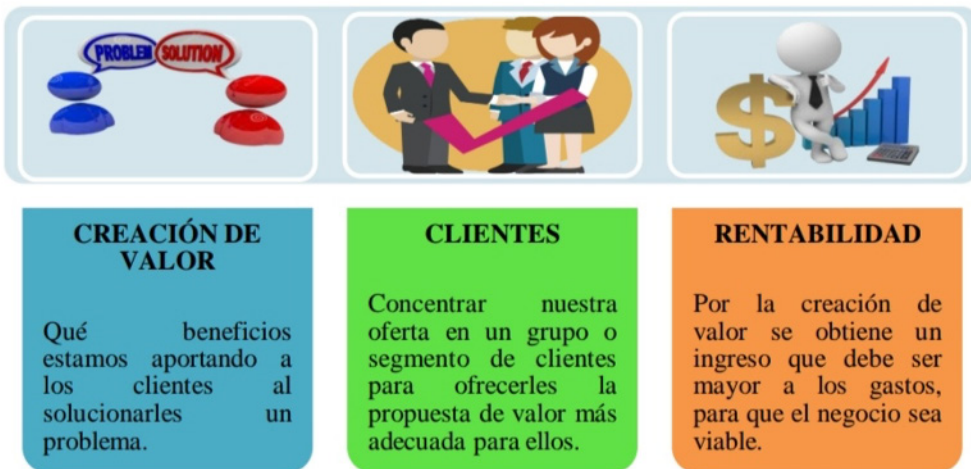 PROBLEM SOLUTION
CREACIÓN DE
VALOR
Qué beneficios
estamos aportando a
los clientes al
solucionarles un
problema.
CLIENTES
Concentrar nuestra
oferta en un grupo o
segmento de clientes
para ofrecerles la
propuesta de valor más
adecuada para ellos.
RENTABILIDAD
Por la creación de
valor se obtiene un
ingreso que debe ser
mayor a los gastos,
para que el negocio sea
viable.